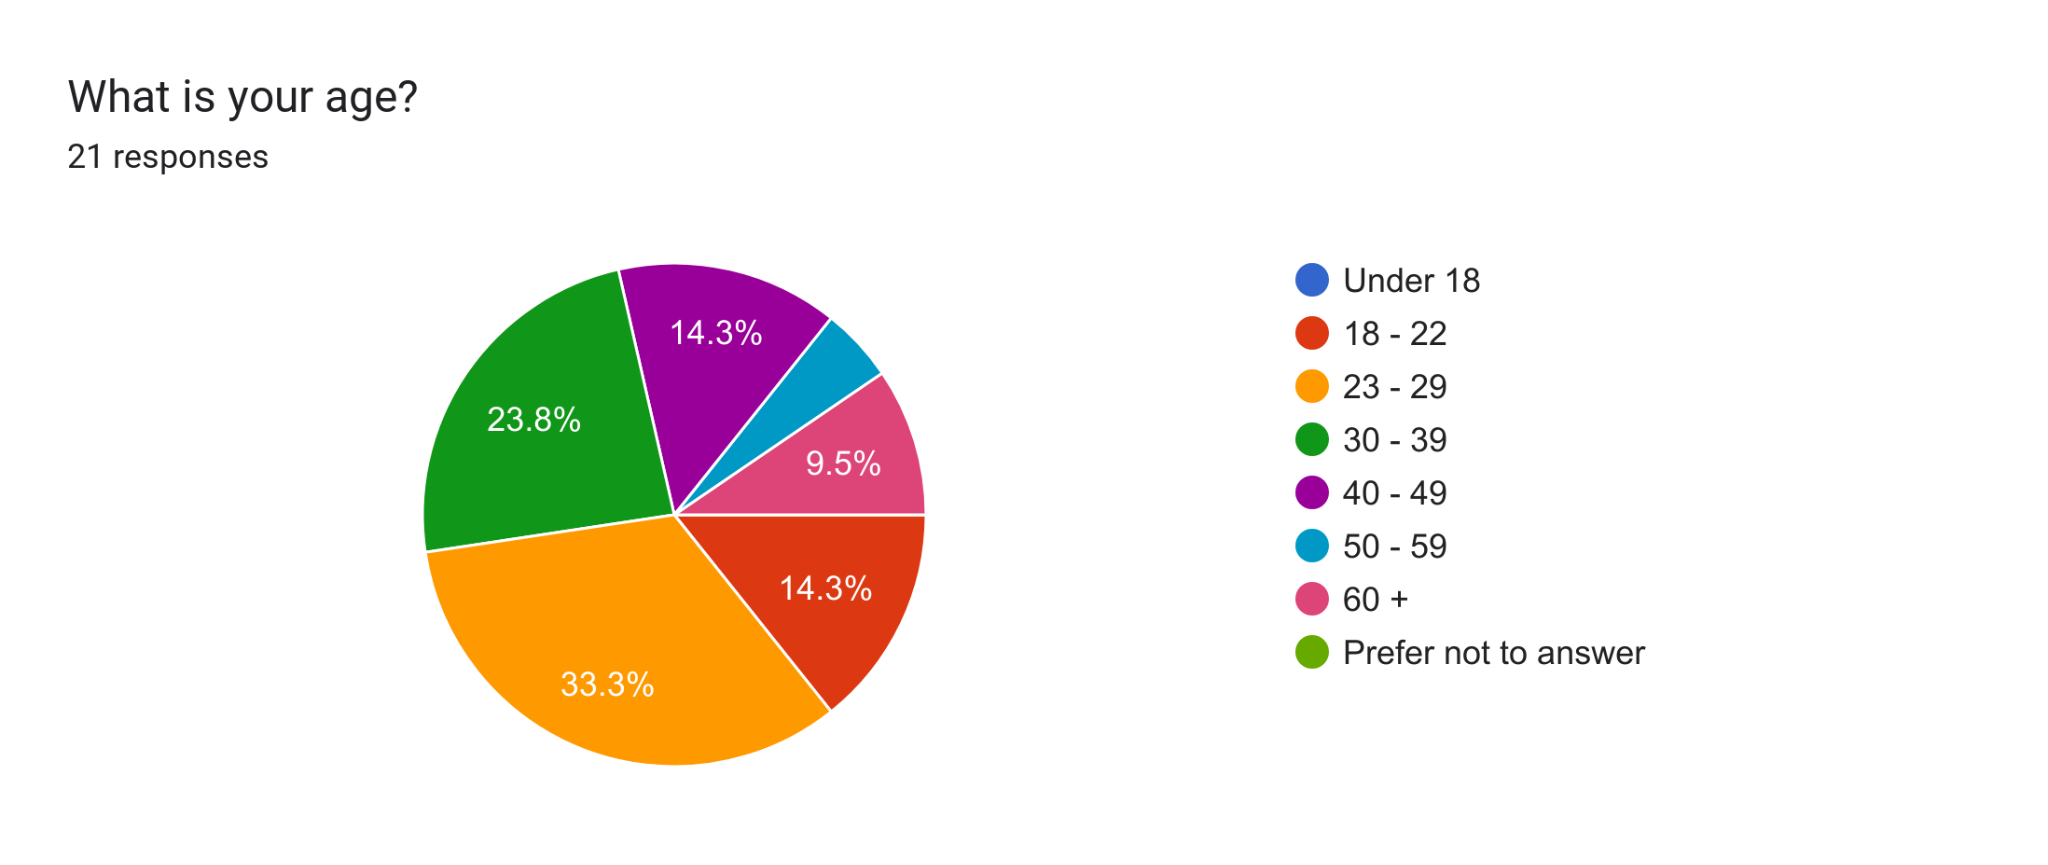 What is your age?
21 responses
14.3%
23.8%
9.5%
14.3%
33.3%
Under 18
18 - 22
23 - 29
30 - 39
40 - 49
50 - 59
60 +
Prefer not to answer